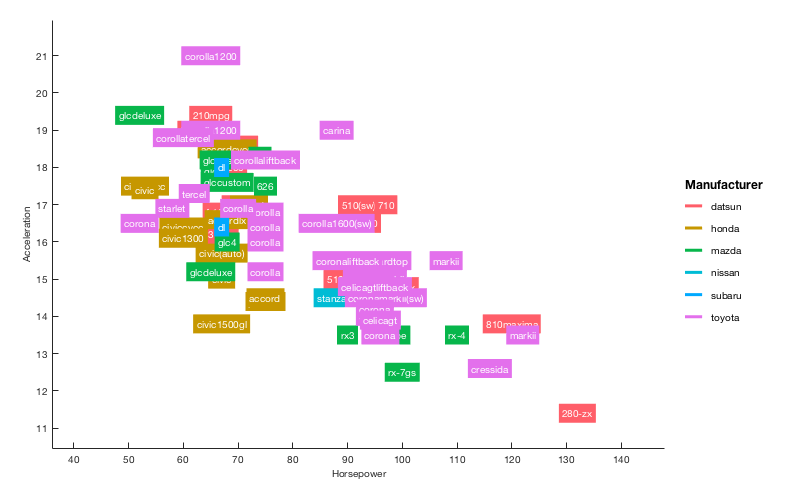 21
20
19
18
17
16
15
14
13
12
11
Acceleration
40
50
60
70
80
90
100
110
120
130
140
Horsepower
corolla1200
glcdeluxe
210mpg
1200
carina
corollatercel
dl
corollaliftback
glccustom
626
civic
tercel
starlet
corolla
510(sw)
710
corona
corolla1600(sw)
dl
civic1300
glc4
corolla
civic(auto)
coronaliftback
markii
glcdeluxe
corolla
celicagtliftback
accord
stanza
civic1500gl
celicagt
810maxima
rx3
corona
rx-4
markii
rx-7gs
cressida
280-zx
Manufacturer
datsun
honda
mazda
nissan
subaru
toyota